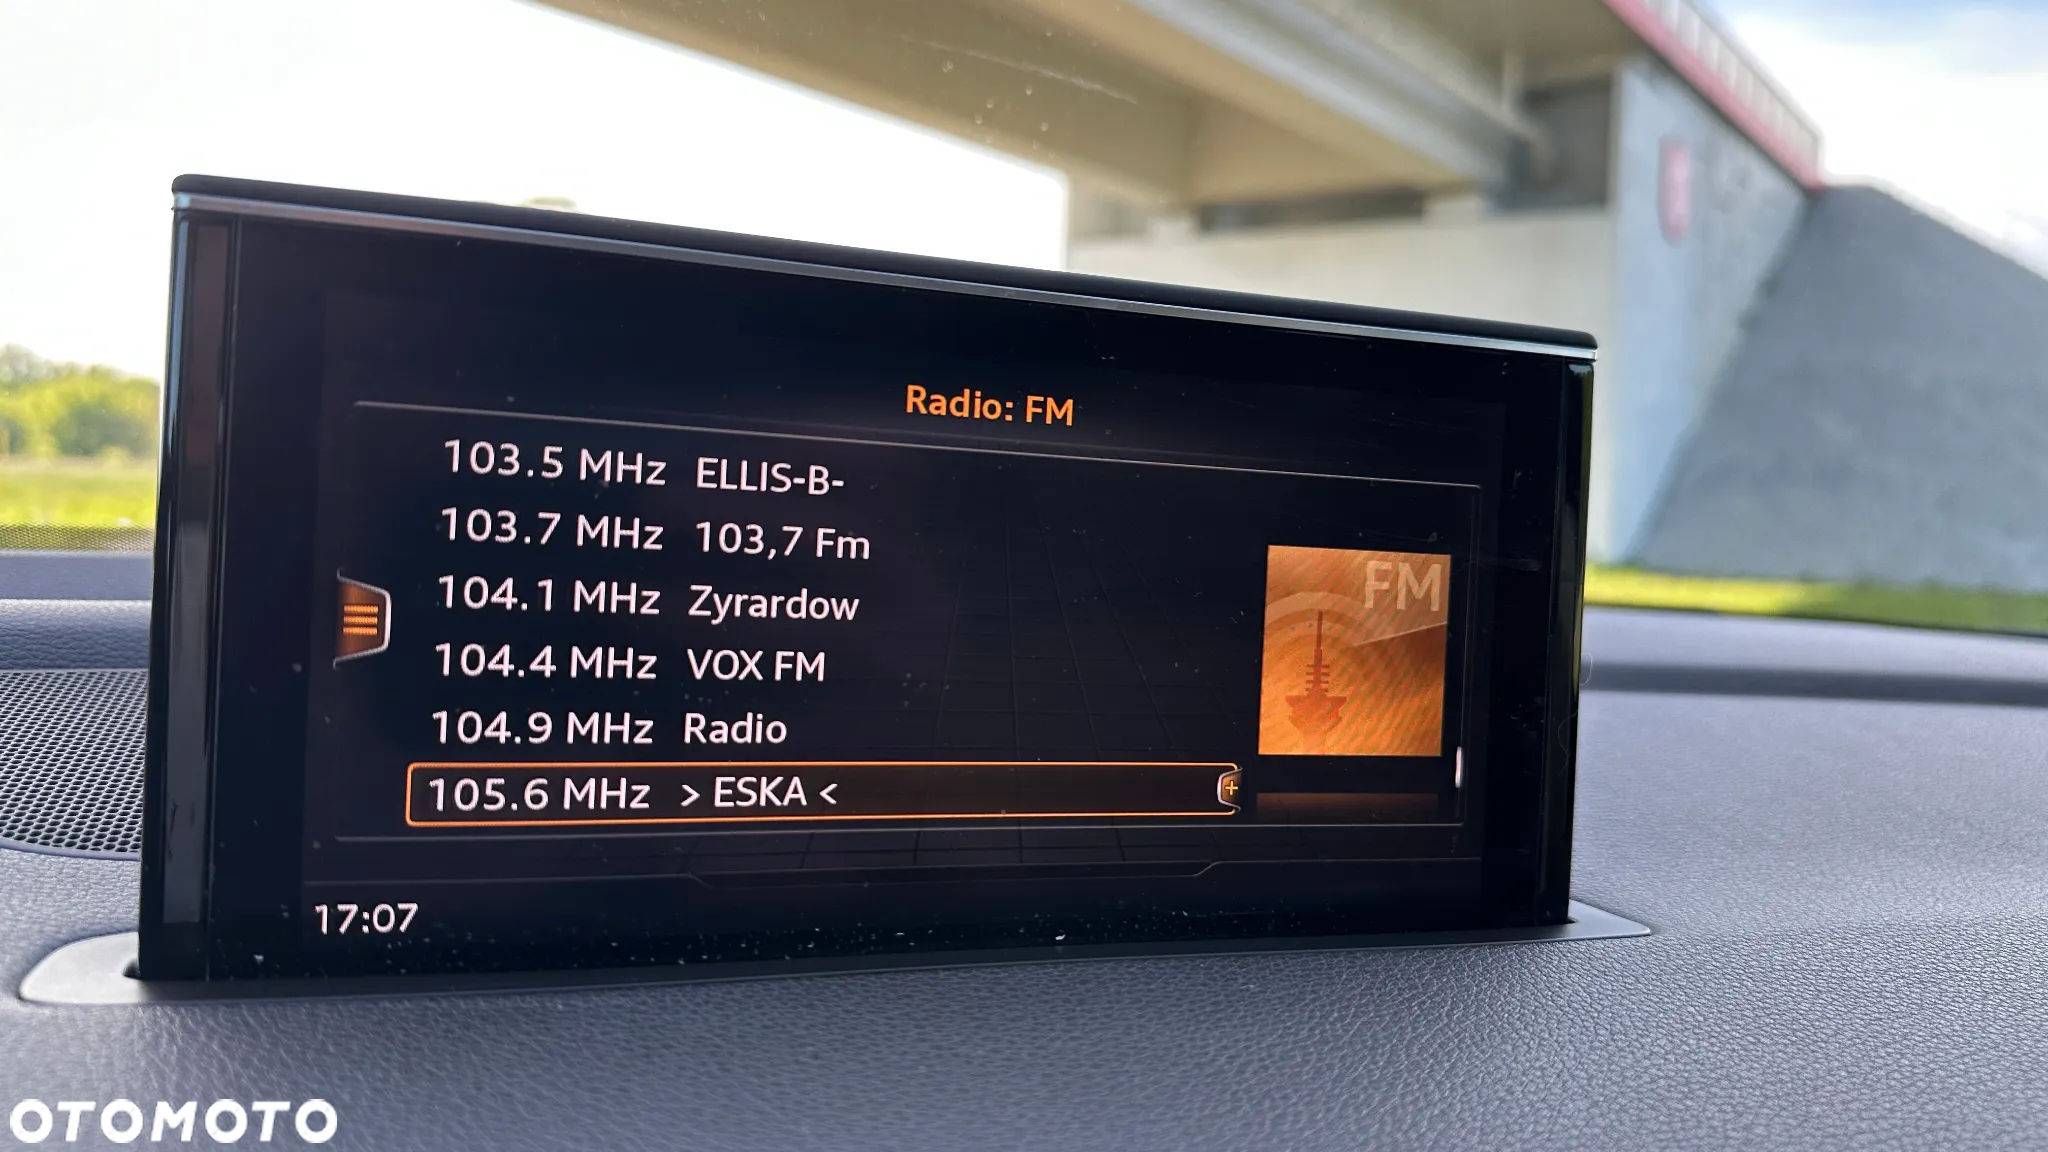 Radio: FM
103.5 MHz ELLIS-B-
103.7 MHz 103,7 Fm
104.1 MHz Zyrardow
104.4 MHz VOX FM
104.9 MHz Radio
105.6 MHz > ESKA <
FM
17:07
OTOMOTO